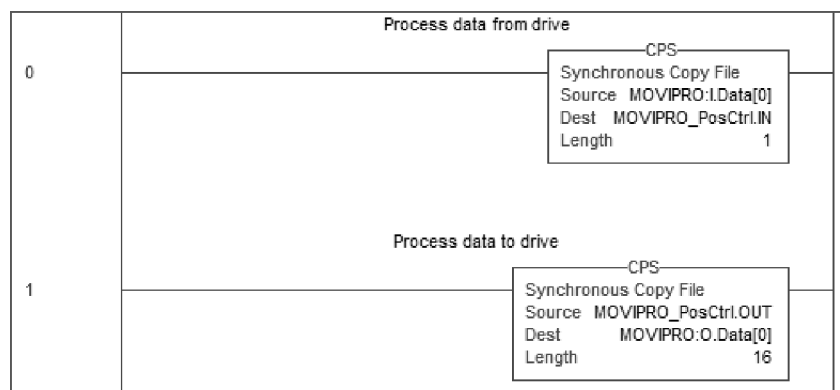 Process data from drive
CPS
0
Synchronous Copy File
Source MOVIPRO:I.Data[0]
Dest MOVIPRO_PosCtrl.IN
Length 1
Process data to drive
CPS
1
Synchronous Copy File
Source MOVIPRO_PosCtrl.OUT
Dest MOVIPRO:O.Data[0]
Length 16